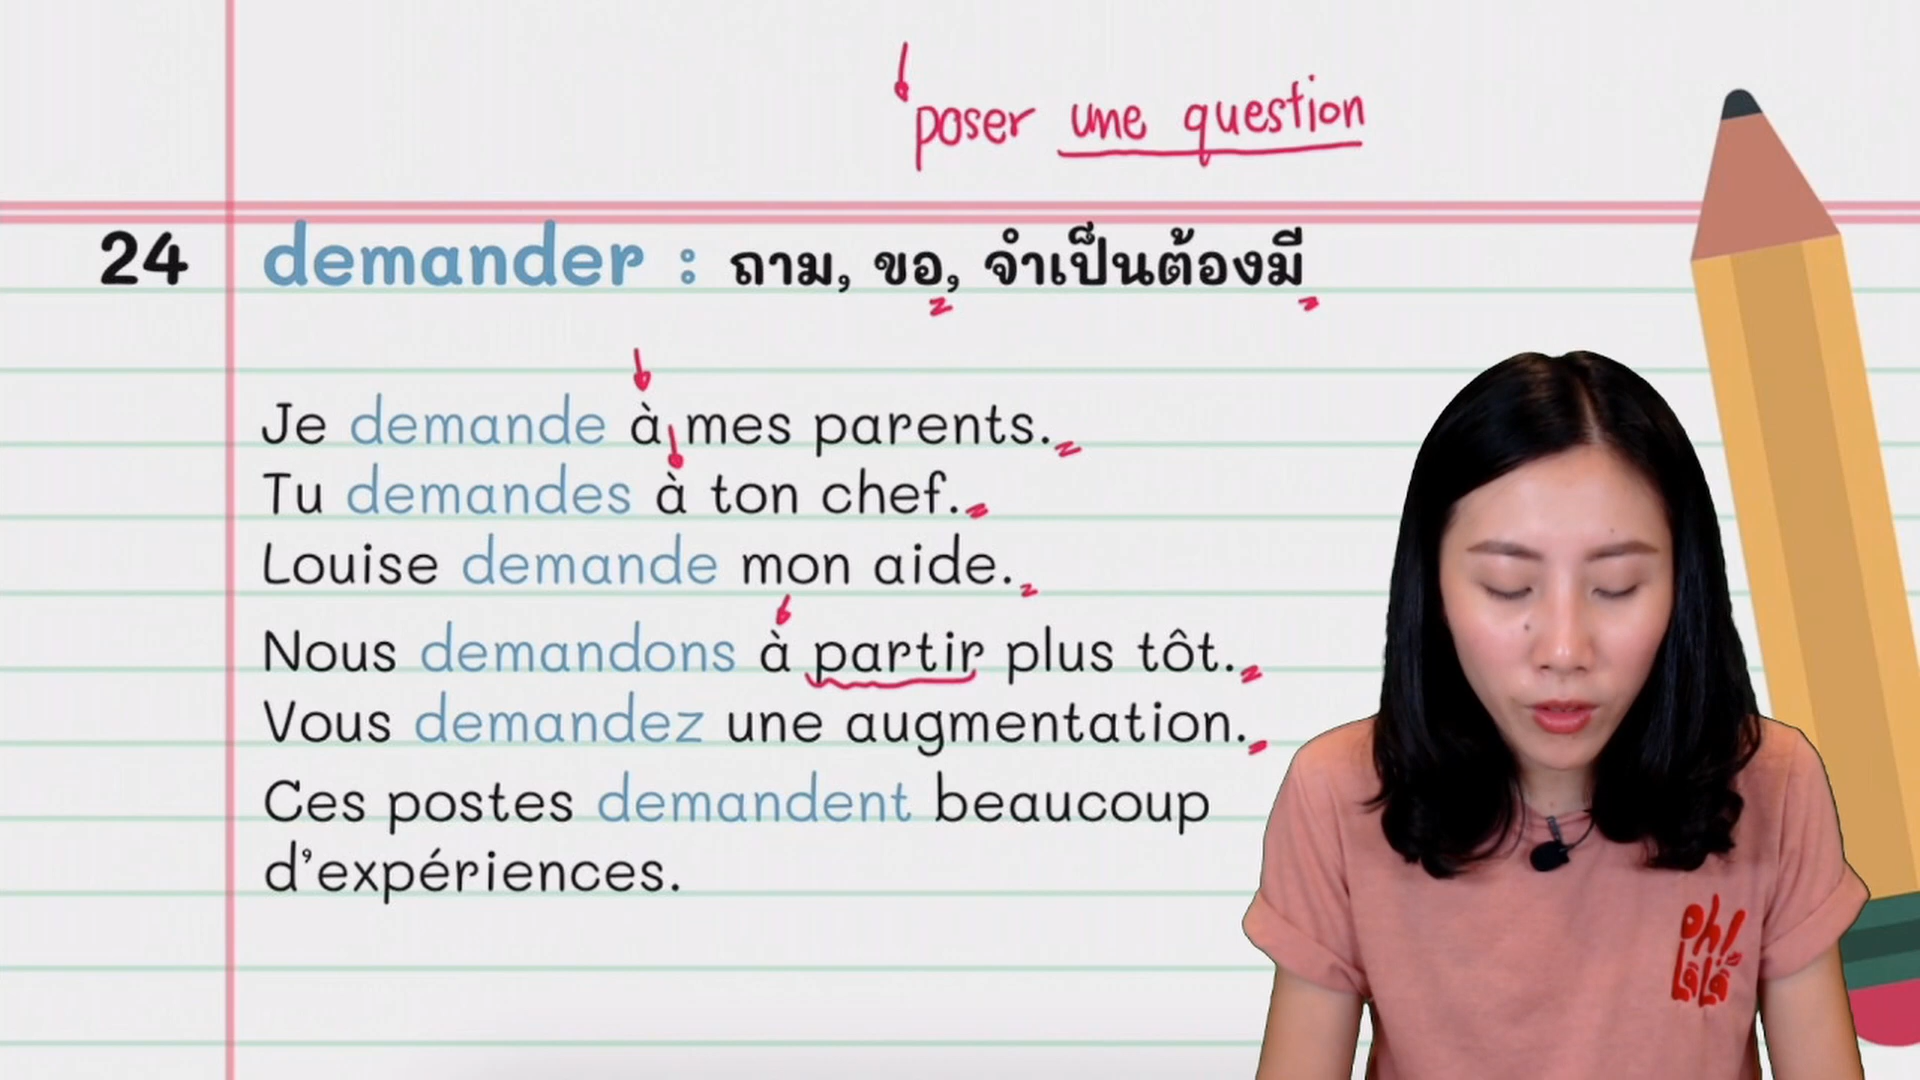 poser une question
24 demander : ถาม, ขอ, จำเป็นต้องมี
Je demande à mes parents.
Tu demandes à ton chef.
Louise demande mon aide.
Nous demandons à partir plus tôt.
Vous demandez une augmentation.
Ces postes demandent beaucoup
d’expériences.
Oh!
LàLà